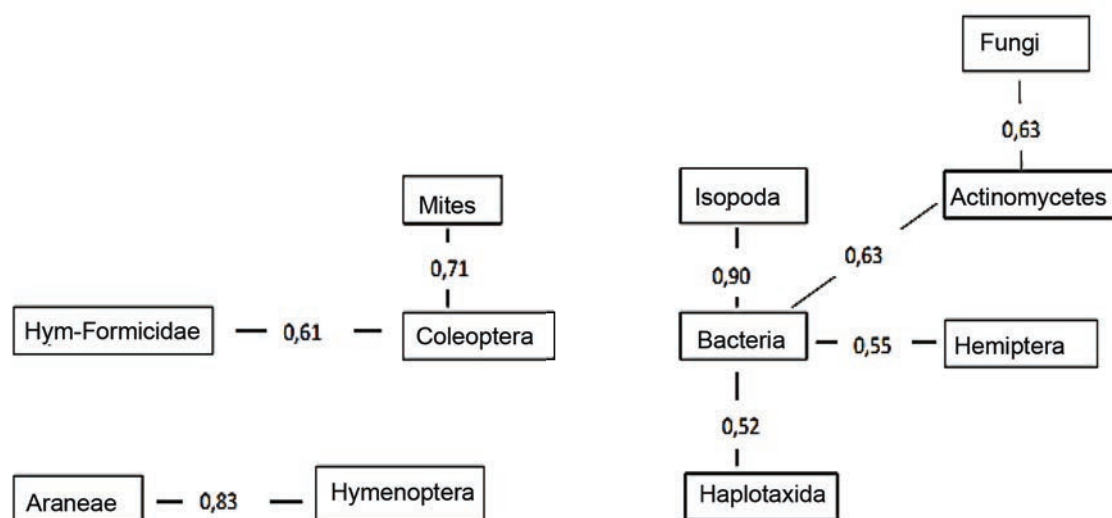 Fungi
0,63
Mites
Isopoda
Actinomycetes
0,71
0,90
0,63
Hym-Formicidae
0,61
Coleoptera
Bacteria
0,55
Hemiptera
0,52
Araneae
0,83
Hymenoptera
Haplotaxida